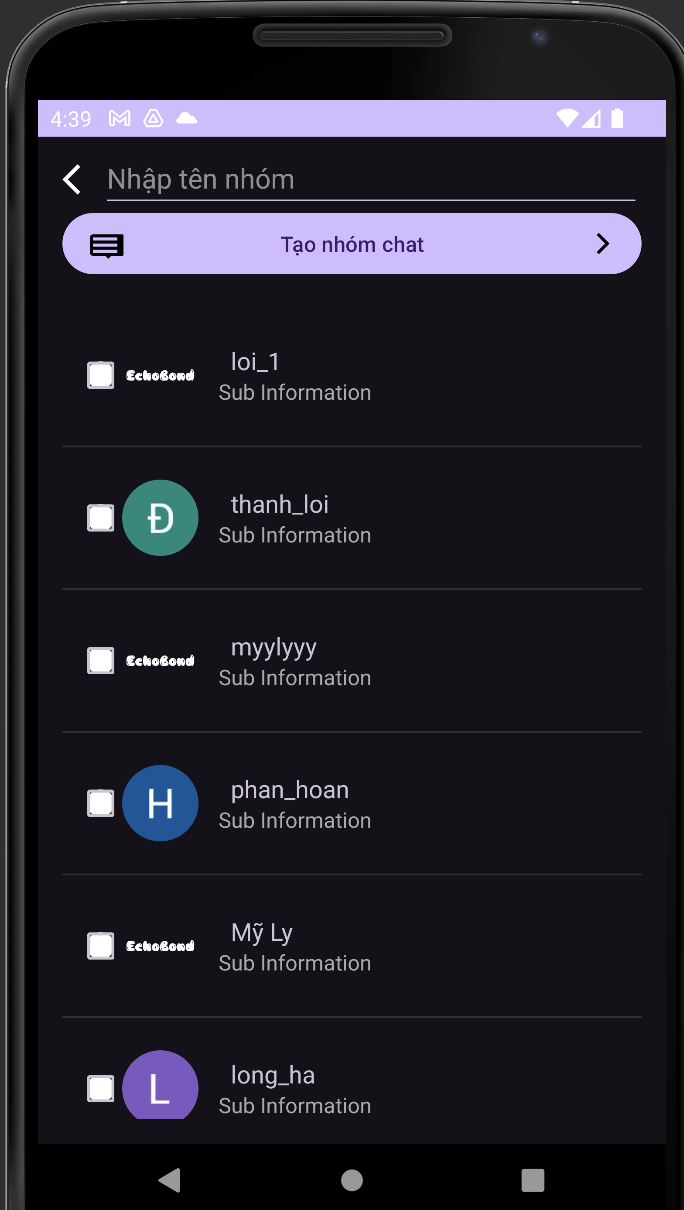 4:39
Nhập tên nhóm
Tạo nhóm chat
loi_1
EchoBond
Sub Information
thanh_loi
Đ
Sub Information
myylyyy
EchoBond
Sub Information
phan_hoan
H
Sub Information
Mỹ Ly
EchoBond
Sub Information
long_ha
L
Sub Information